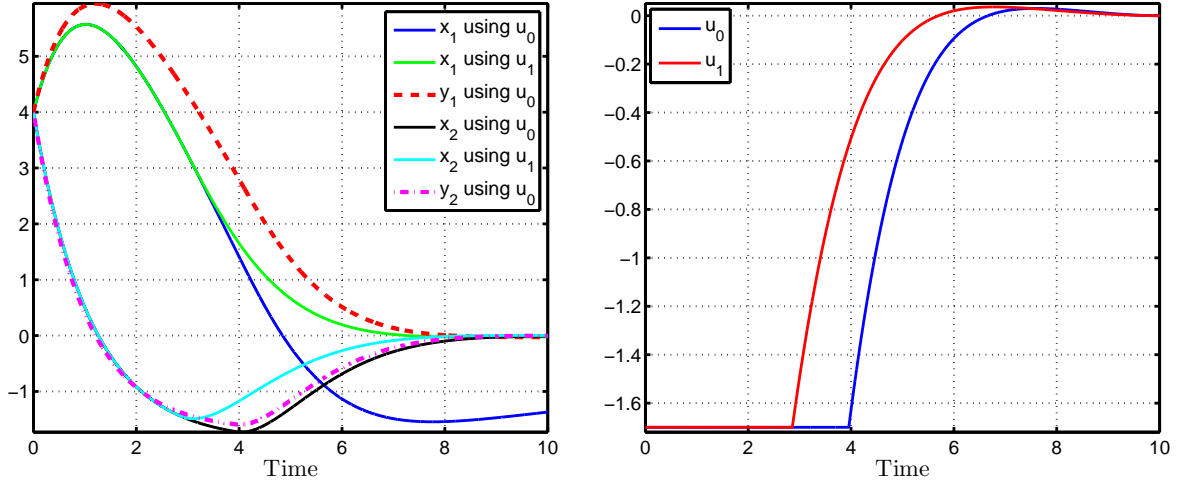 5
4
3
2
1
0
−1
0
2
4
6
8
10
Time
x₁ using u₀
x₁ using u₁
y₁ using u₀
x₂ using u₀
x₂ using u₁
y₂ using u₀
0
−0.2
−0.4
−0.6
−0.8
−1
−1.2
−1.4
−1.6
0
2
4
6
8
10
Time
u₀
u₁